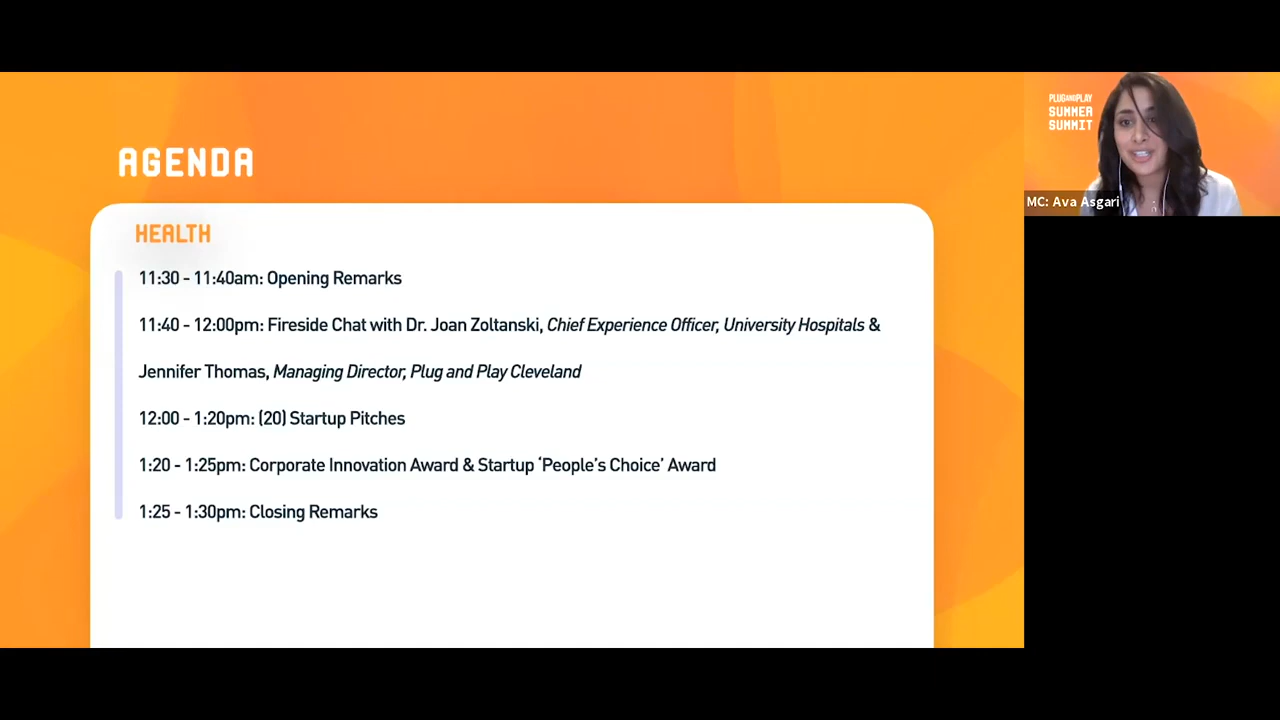 AGENDA
HEALTH
11:30 - 11:40am: Opening Remarks
11:40 - 12:00pm: Fireside Chat with Dr. Joan Zoltanski, Chief Experience Officer, University Hospitals &
Jennifer Thomas, Managing Director, Plug and Play Cleveland
12:00 - 1:20pm: (20) Startup Pitches
1:20 - 1:25pm: Corporate Innovation Award & Startup ‘People’s Choice’ Award
1:25 - 1:30pm: Closing Remarks
PLUGANDPLAY
SUMMER
SUMMIT
MC: Ava Asgari